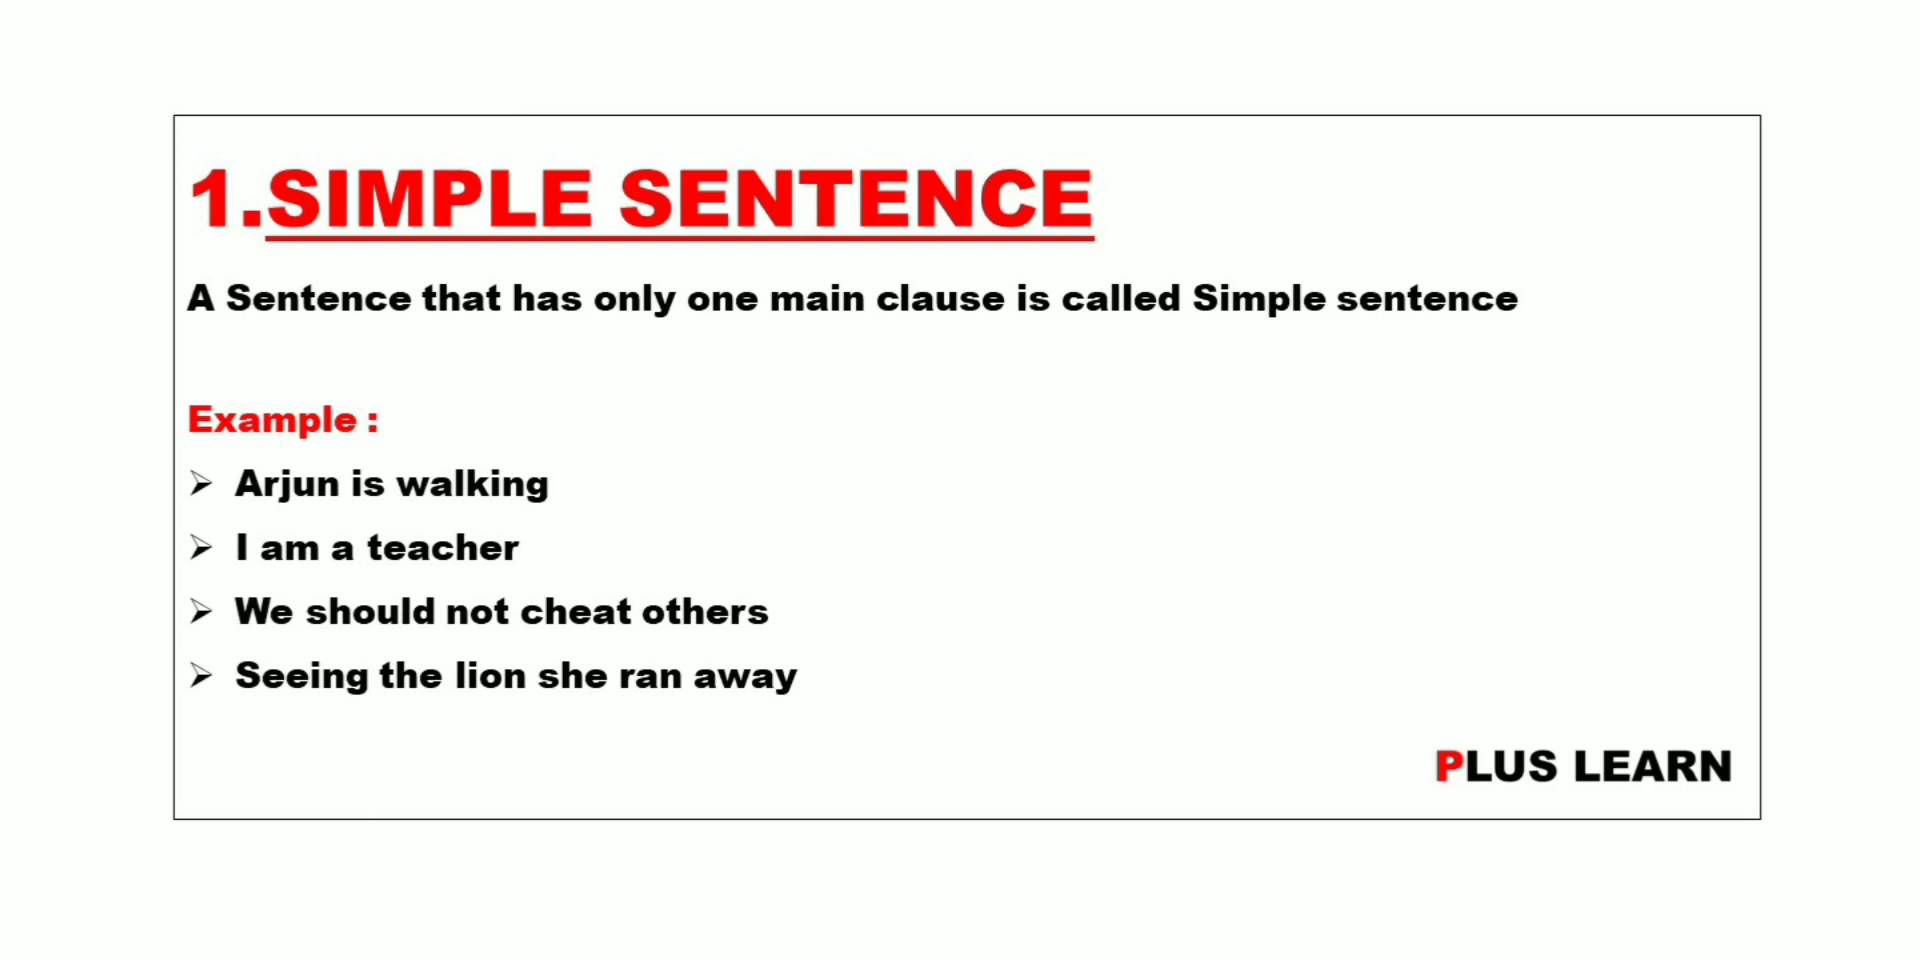 1.SIMPLE SENTENCE
A Sentence that has only one main clause is called Simple sentence
Example :
➢ Arjun is walking
➢ I am a teacher
➢ We should not cheat others
➢ Seeing the lion she ran away
PLUS LEARN